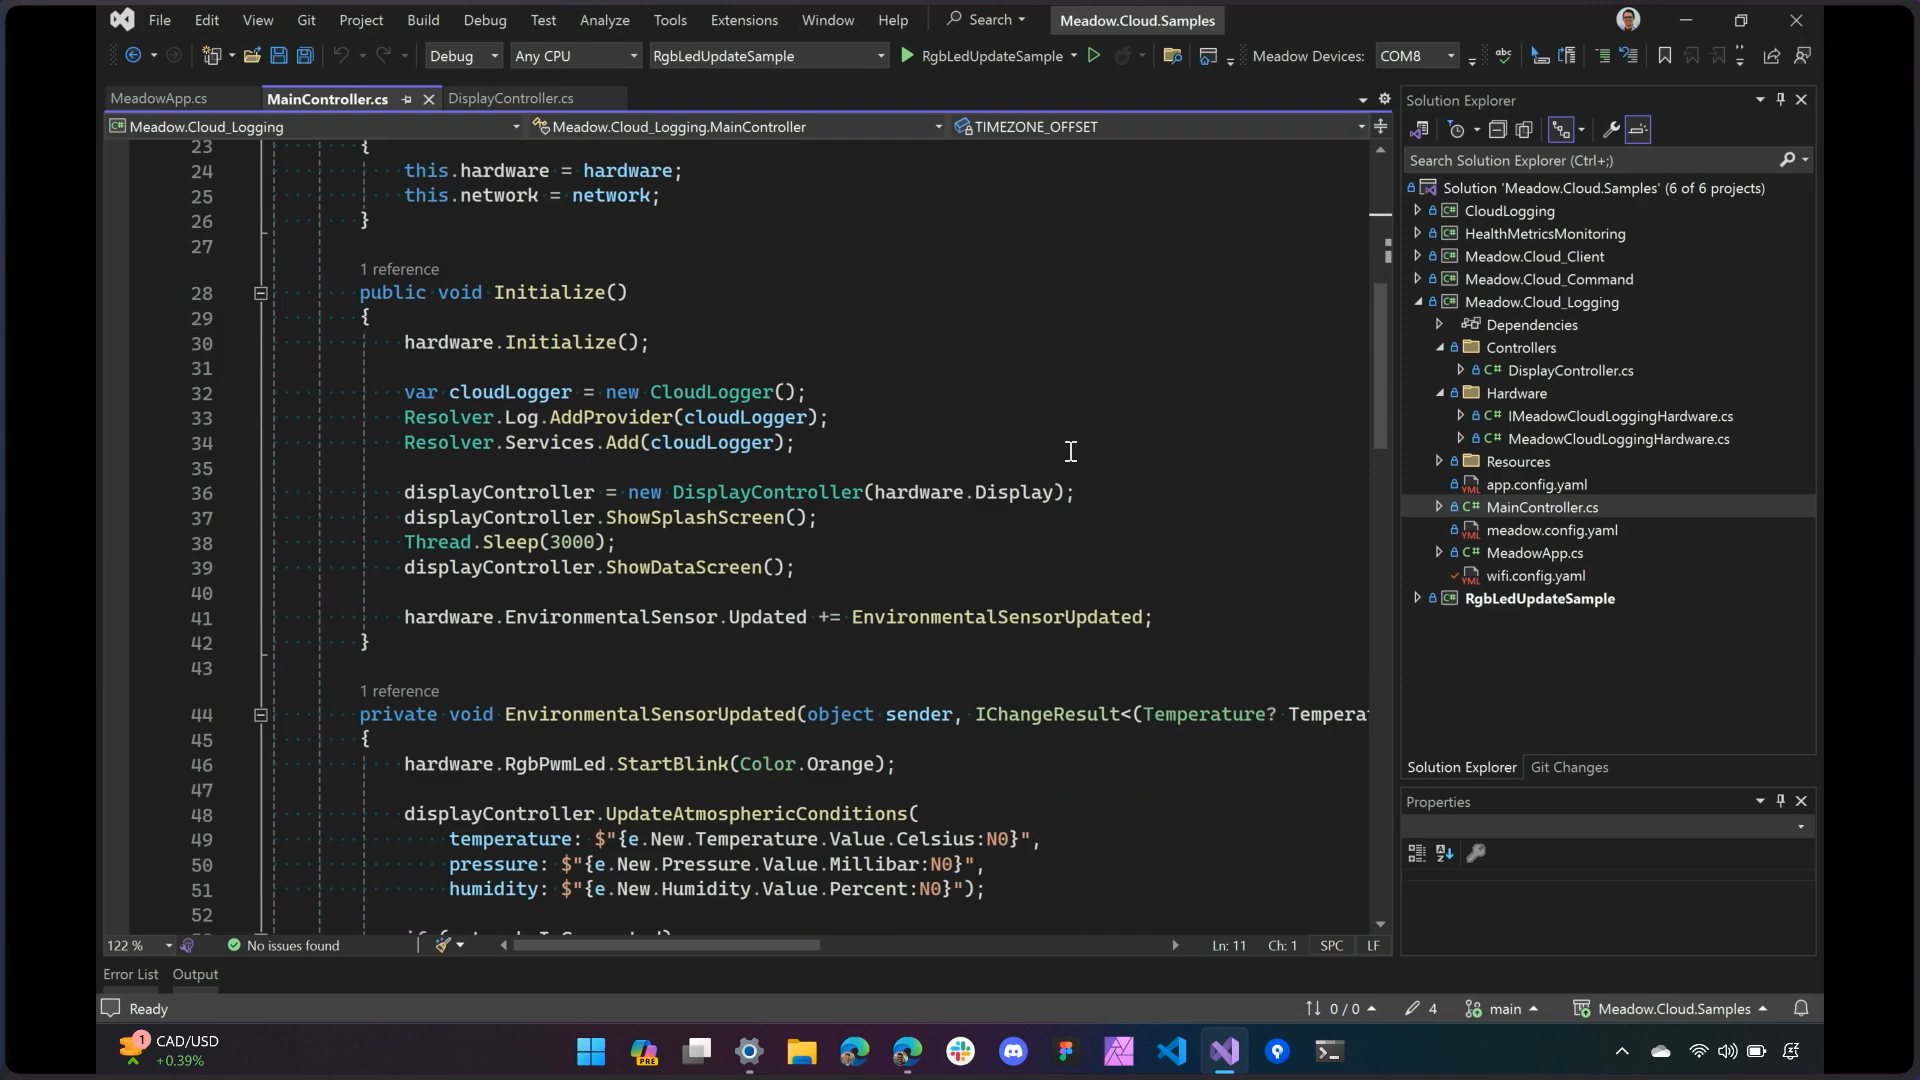 File Edit View Git Project Build Debug Test Analyze Tools Extensions Window Help Search Meadow.Cloud.Samples
Debug Any CPU RgbLedUpdateSample RgbLedUpdateSample Meadow Devices: COM8
MeadowApp.cs MainController.cs DisplayController.cs
Meadow.Cloud_Logging Meadow.Cloud_Logging.MainController TIMEZONE_OFFSET
23 {
24 this.hardware = hardware;
25 this.network = network;
26 }
27
1 reference
28 public void Initialize()
29 {
30 hardware.Initialize();
31
32 var cloudLogger = new CloudLogger();
33 Resolver.Log.AddProvider(cloudLogger);
34 Resolver.Services.Add(cloudLogger);
35
36 displayController = new DisplayController(hardware.Display);
37 displayController.ShowSplashScreen();
38 Thread.Sleep(3000);
39 displayController.ShowDataScreen();
40
41 hardware.EnvironmentalSensor.Updated += EnvironmentalSensorUpdated;
42 }
43
1 reference
44 private void EnvironmentalSensorUpdated(object sender, IChangeResult<(Temperature? Tempera
45 {
46 hardware.RgbPwmLed.StartBlink(Color.Orange);
47
48 displayController.UpdateAtmosphericConditions(
49 temperature: $"{e.New.Temperature.Value.Celsius:N0}",
50 pressure: $"{e.New.Pressure.Value.Millibar:N0}",
51 humidity: $"{e.New.Humidity.Value.Percent:N0}");
52
122 % No issues found Ln: 11 Ch: 1 SPC LF
Error List Output
Ready 0 / 0 4 main Meadow.Cloud.Samples
Solution Explorer
Search Solution Explorer (Ctrl+;)
Solution 'Meadow.Cloud.Samples' (6 of 6 projects)
CloudLogging
HealthMetricsMonitoring
Meadow.Cloud_Client
Meadow.Cloud_Command
Meadow.Cloud_Logging
Dependencies
Controllers
C# DisplayController.cs
Hardware
C# IMeadowCloudLoggingHardware.cs
C# MeadowCloudLoggingHardware.cs
Resources
YML app.config.yaml
C# MainController.cs
YML meadow.config.yaml
C# MeadowApp.cs
YML wifi.config.yaml
RgbLedUpdateSample
Solution Explorer Git Changes
Properties
1 CAD/USD
+0.39%
PRE